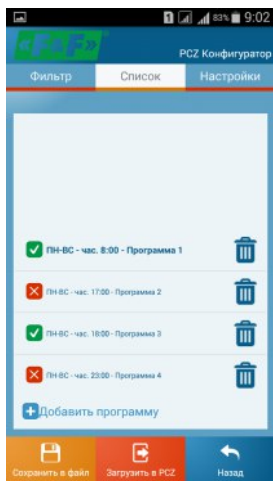 1 83% 9:02
«F&F»
PCZ Конфигуратор
Фильтр Список Настройки
ПН-ВС - час. 8:00 - Программа 1
ПН-ВС - час. 17:00 - Программа 2
ПН-ВС - час. 18:00 - Программа 3
ПН-ВС - час. 23:00 - Программа 4
Добавить программу
Сохранить в файл Загрузить в PCZ Назад